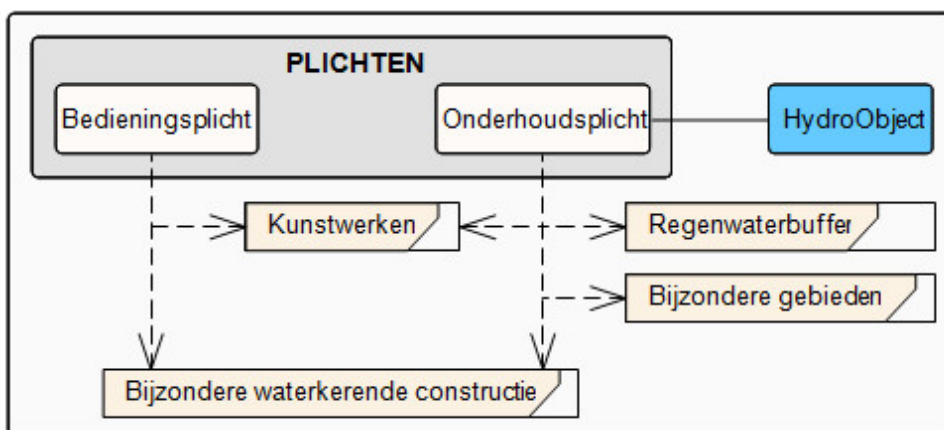 PLICHTEN
Bedieningsplicht
Onderhoudsplicht
HydroObject
Kunstwerken
Regenwaterbuffer
Bijzondere gebieden
Bijzondere waterkerende constructie